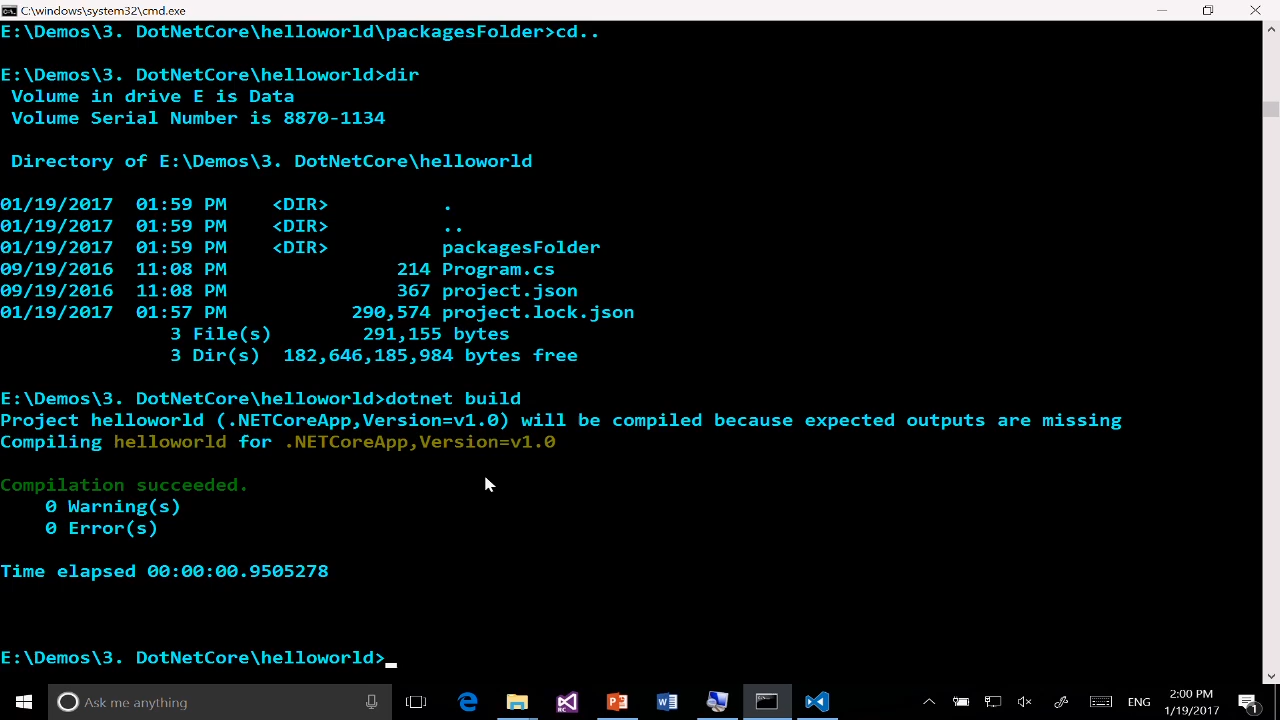 C:\windows\system32\cmd.exe
E:\Demos\3. DotNetCore\helloworld\packagesFolder>cd..
E:\Demos\3. DotNetCore\helloworld>dir
Volume in drive E is Data
Volume Serial Number is 8870-1134
Directory of E:\Demos\3. DotNetCore\helloworld
01/19/2017  01:59 PM    <DIR>          .
01/19/2017  01:59 PM    <DIR>          ..
01/19/2017  01:59 PM    <DIR>          packagesFolder
09/19/2016  11:08 PM               214 Program.cs
09/19/2016  11:08 PM               367 project.json
01/19/2017  01:57 PM           290,574 project.lock.json
3 File(s)        291,155 bytes
3 Dir(s)  182,646,185,984 bytes free
E:\Demos\3. DotNetCore\helloworld>dotnet build
Project helloworld (.NETCoreApp,Version=v1.0) will be compiled because expected outputs are missing
Compiling helloworld for .NETCoreApp,Version=v1.0
Compilation succeeded.
0 Warning(s)
0 Error(s)
Time elapsed 00:00:00.9505278
E:\Demos\3. DotNetCore\helloworld>
Ask me anything
ENG
2:00 PM
1/19/2017
1